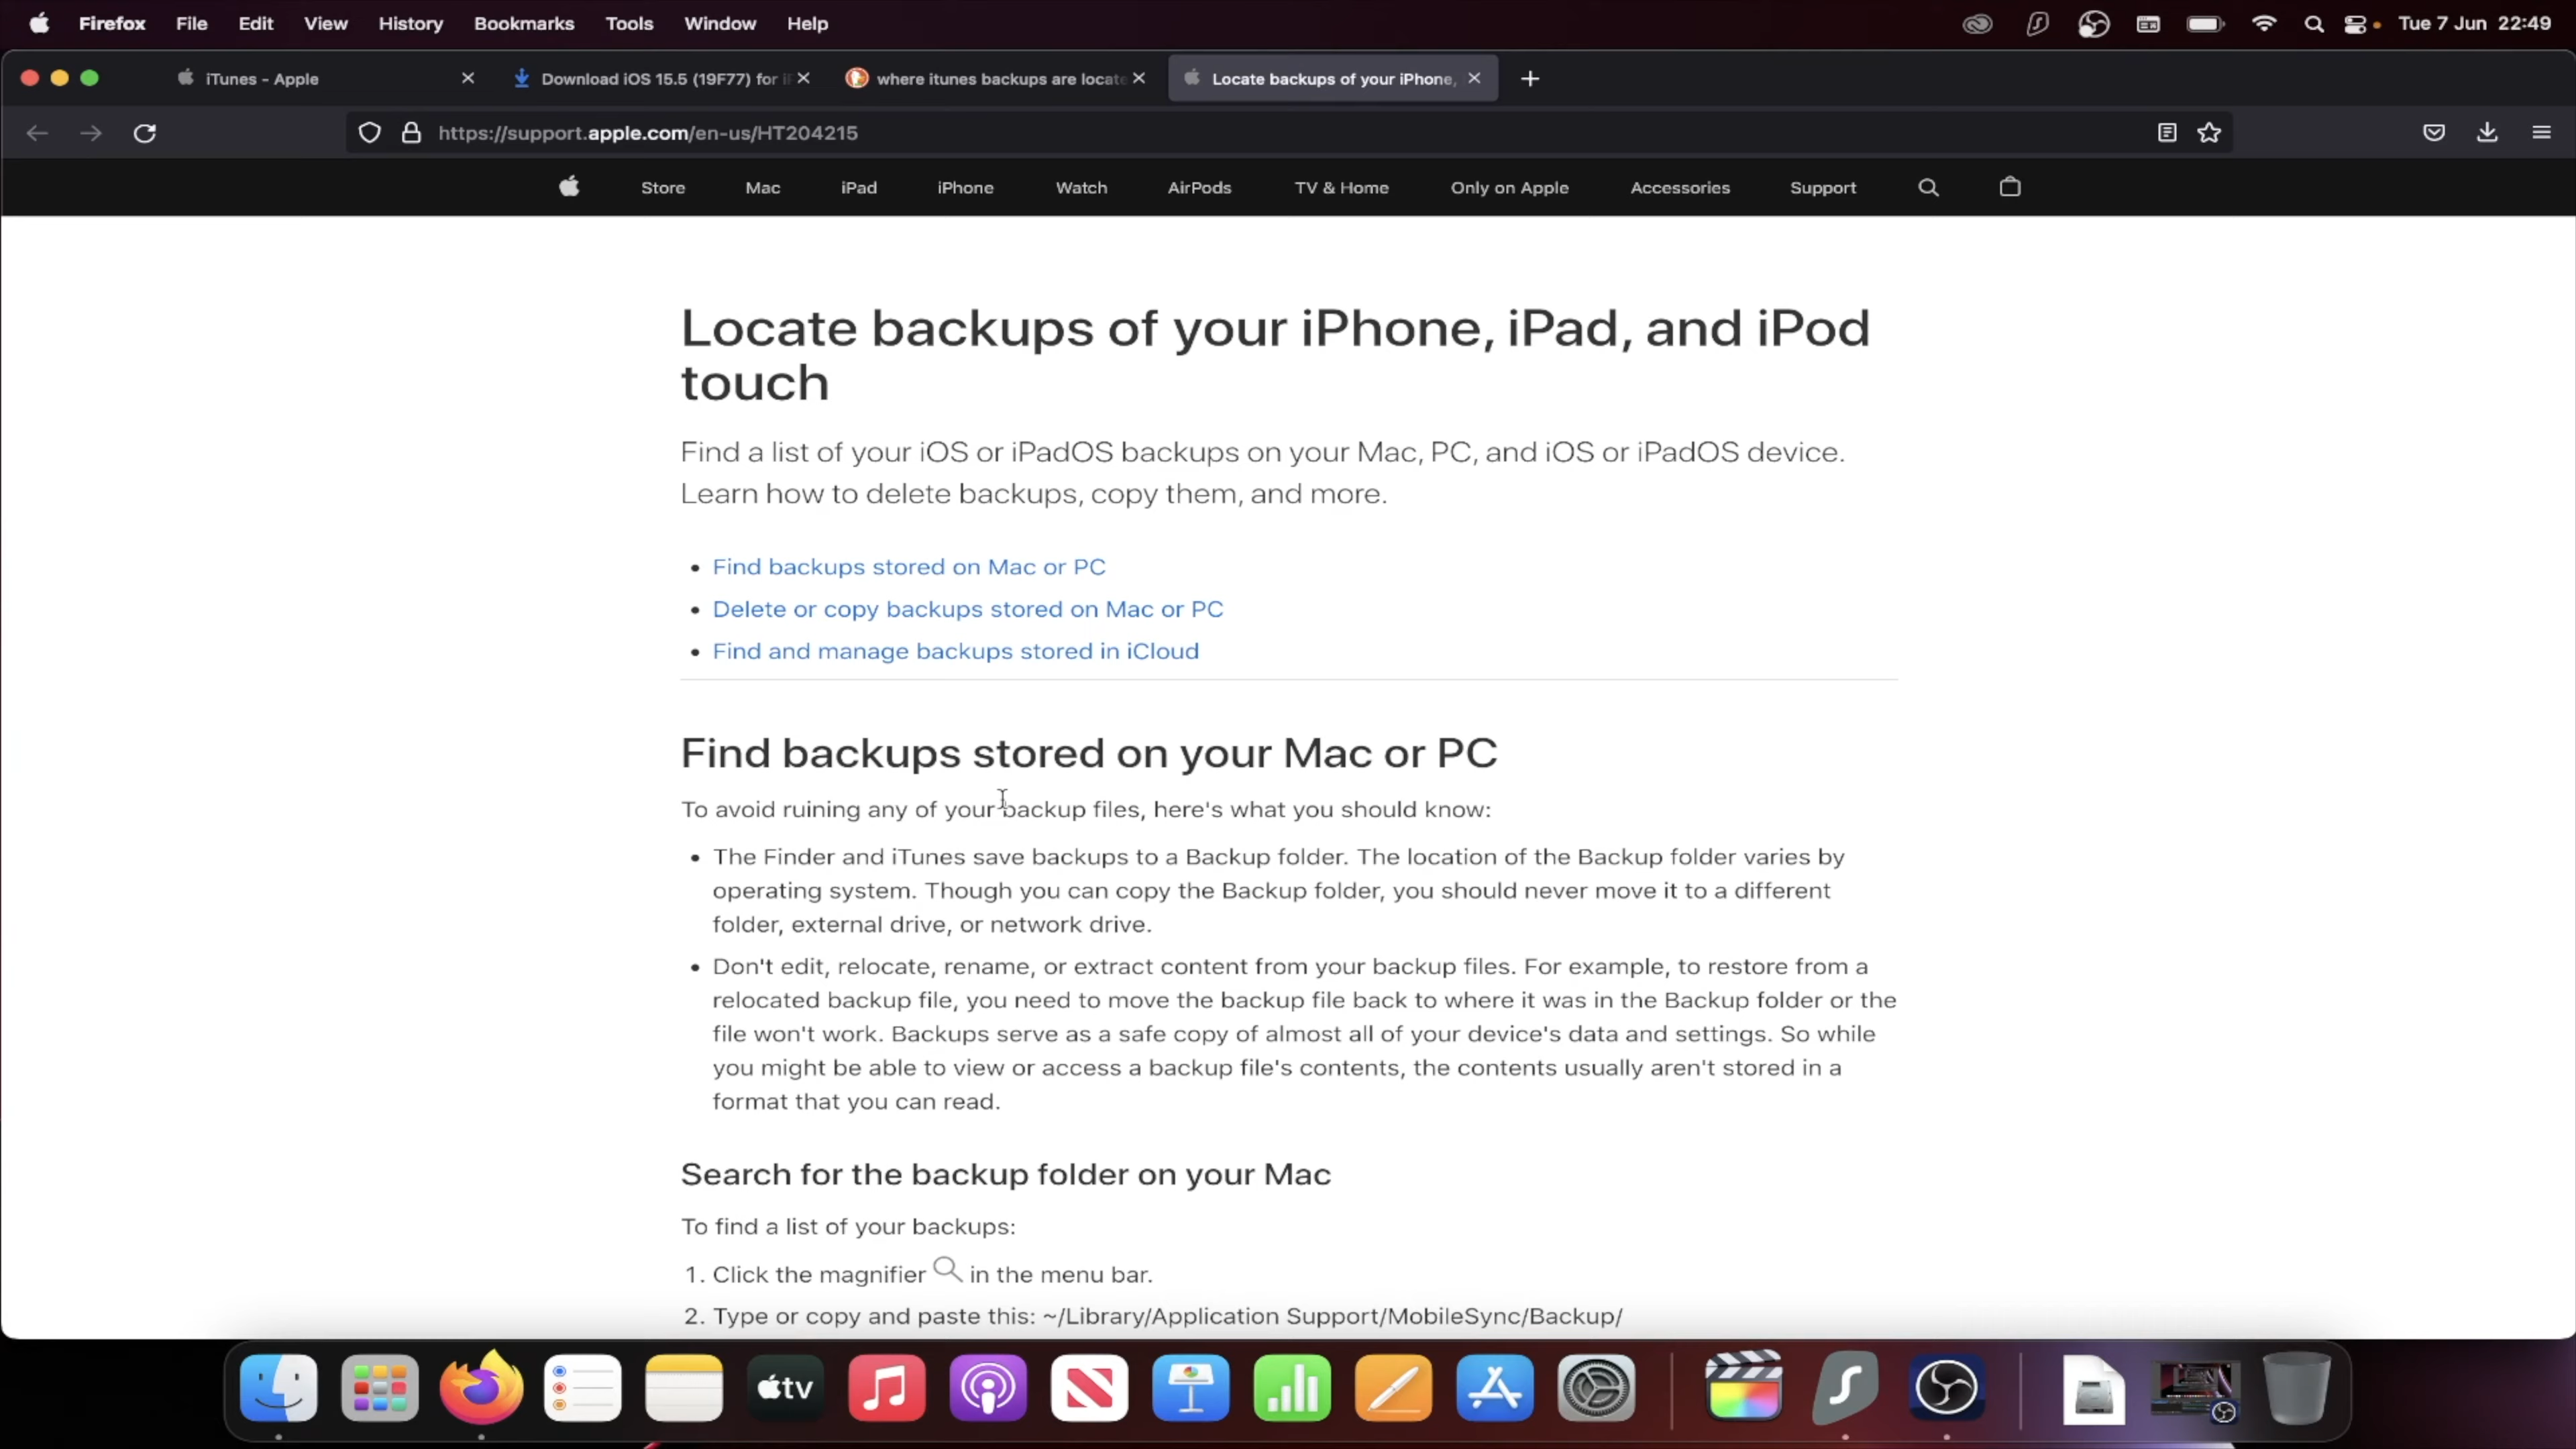 Firefox File Edit View History Bookmarks Tools Window Help Tue 7 Jun 22:49
iTunes - Apple Download iOS 15.5 (19F77) for iP where itunes backups are locate Locate backups of your iPhone,
https://support.apple.com/en-us/HT204215
Store Mac iPad iPhone Watch AirPods TV & Home Only on Apple Accessories Support
Locate backups of your iPhone, iPad, and iPod
touch
Find a list of your iOS or iPadOS backups on your Mac, PC, and iOS or iPadOS device.
Learn how to delete backups, copy them, and more.
• Find backups stored on Mac or PC
• Delete or copy backups stored on Mac or PC
• Find and manage backups stored in iCloud
Find backups stored on your Mac or PC
To avoid ruining any of your backup files, here's what you should know:
• The Finder and iTunes save backups to a Backup folder. The location of the Backup folder varies by
operating system. Though you can copy the Backup folder, you should never move it to a different
folder, external drive, or network drive.
• Don't edit, relocate, rename, or extract content from your backup files. For example, to restore from a
relocated backup file, you need to move the backup file back to where it was in the Backup folder or the
file won't work. Backups serve as a safe copy of almost all of your device's data and settings. So while
you might be able to view or access a backup file's contents, the contents usually aren't stored in a
format that you can read.
Search for the backup folder on your Mac
To find a list of your backups:
1. Click the magnifier in the menu bar.
2. Type or copy and paste this: ~/Library/Application Support/MobileSync/Backup/
tv